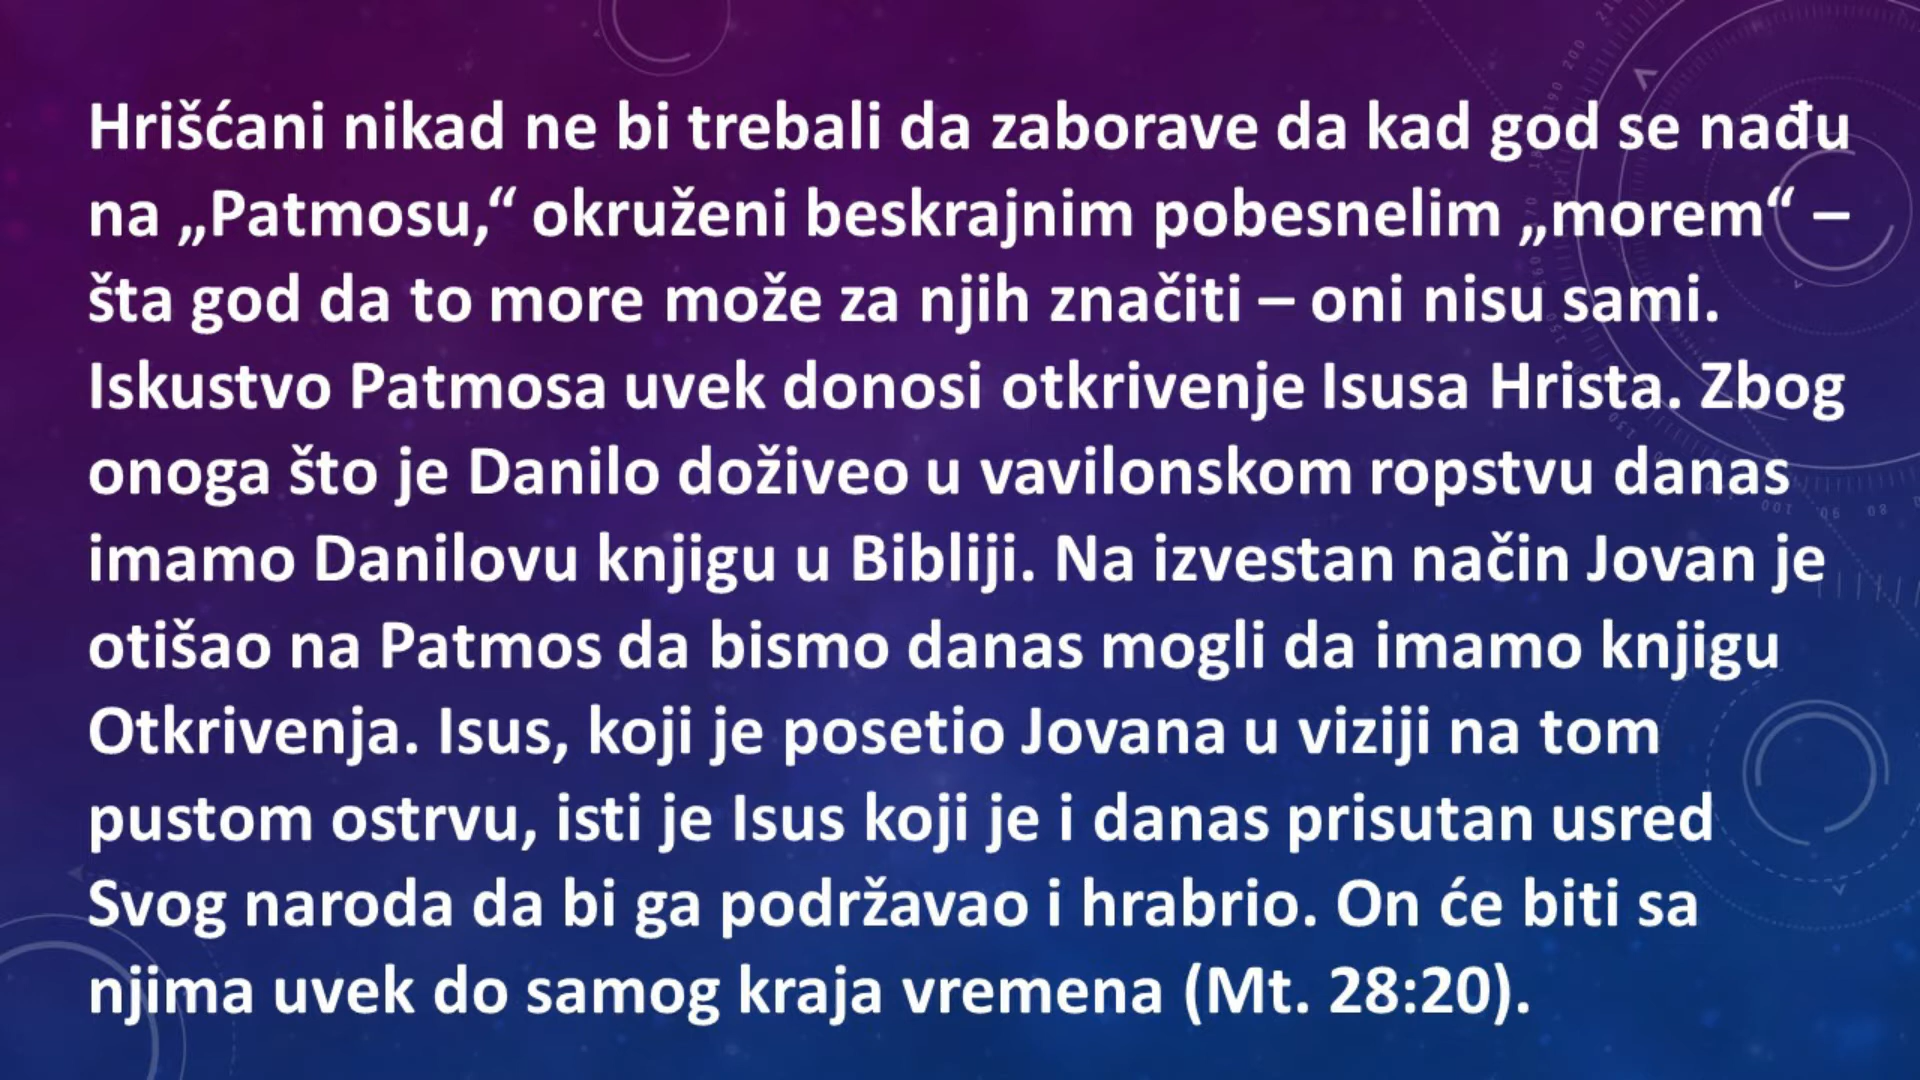 Hrišćani nikad ne bi trebali da zaborave da kad god se nađu
na „Patmosu,“ okruženi beskrajnim pobesnelim „morem“ –
šta god da to more može za njih značiti – oni nisu sami.
Iskustvo Patmosa uvek donosi otkrivenje Isusa Hrista. Zbog
onoga što je Danilo doživeo u vavilonskom ropstvu danas
imamo Danilovu knjigu u Bibliji. Na izvestan način Jovan je
otišao na Patmos da bismo danas mogli da imamo knjigu
Otkrivenja. Isus, koji je posetio Jovana u viziji na tom
pustom ostrvu, isti je Isus koji je i danas prisutan usred
Svog naroda da bi ga podržavao i hrabrio. On će biti sa
njima uvek do samog kraja vremena (Mt. 28:20).